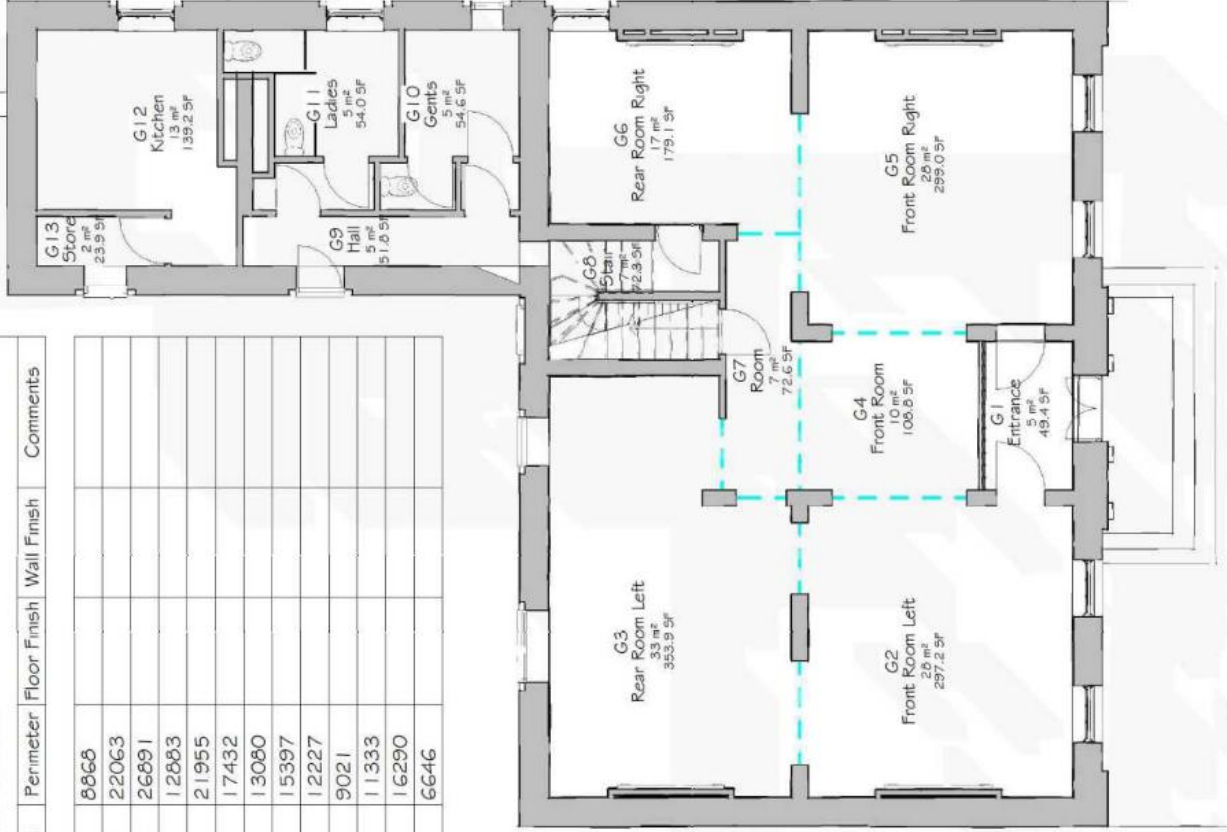 Perimeter Floor Finish Wall Finish Comments
8868
22063
26891
12883
21955
17432
13080
15397
12227
9021
11333
16290
6646
G12
Kitchen
13 m²
139.2 SF
G11
Ladies
5 m²
54.0 SF
G10
Gents
5 m²
54.6 SF
G13
Store
2 m²
23.9 SF
G9
Hall
5 m²
51.8 SF
G8
Stair
7 m²
72.3 SF
G6
Rear Room Right
17 m²
179.1 SF
G5
Front Room Right
28 m²
299.0 SF
G7
Room
7 m²
72.6 SF
G4
Front Room
10 m²
108.8 SF
G1
Entrance
5 m²
49.4 SF
G3
Rear Room Left
33 m²
353.9 SF
G2
Front Room Left
28 m²
297.2 SF